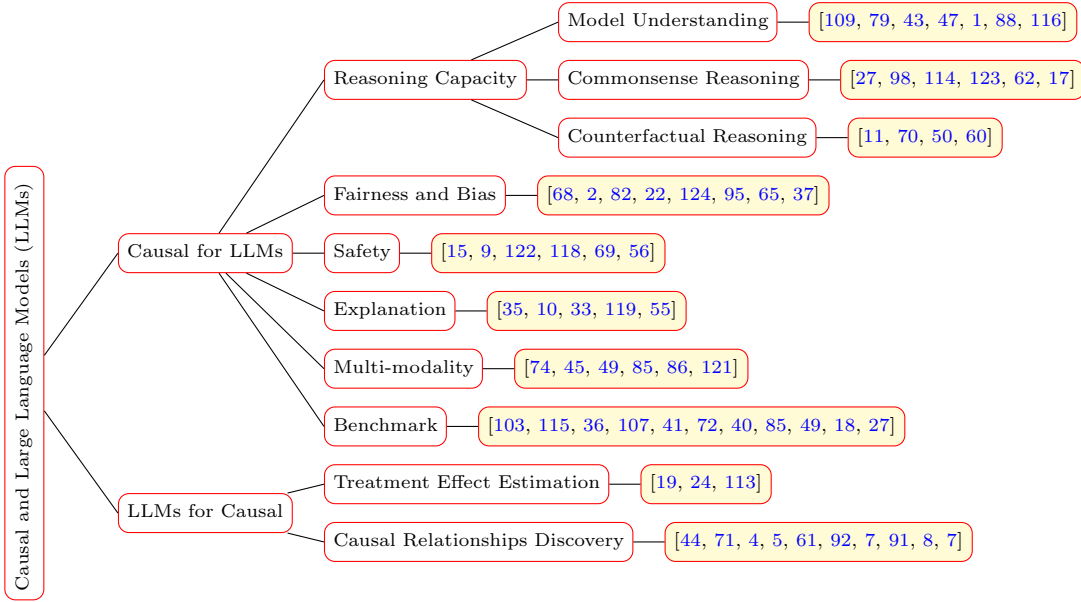 Model Understanding [109, 79, 43, 47, 1, 88, 116]
Reasoning Capacity Commonsense Reasoning [27, 98, 114, 123, 62, 17]
Counterfactual Reasoning [11, 70, 50, 60]
Fairness and Bias [68, 2, 82, 22, 124, 95, 65, 37]
Causal for LLMs Safety [15, 9, 122, 118, 69, 56]
Explanation [35, 10, 33, 119, 55]
Causal and Large Language Models (LLMs)
Multi-modality [74, 45, 49, 85, 86, 121]
Benchmark [103, 115, 36, 107, 41, 72, 40, 85, 49, 18, 27]
Treatment Effect Estimation [19, 24, 113]
LLMs for Causal
Causal Relationships Discovery [44, 71, 4, 5, 61, 92, 7, 91, 8, 7]